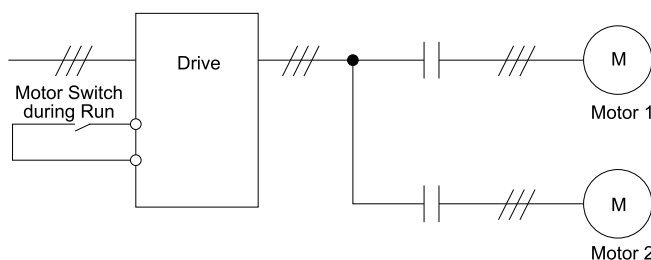 Drive
Motor Switch
during Run
M
Motor 1
M
Motor 2